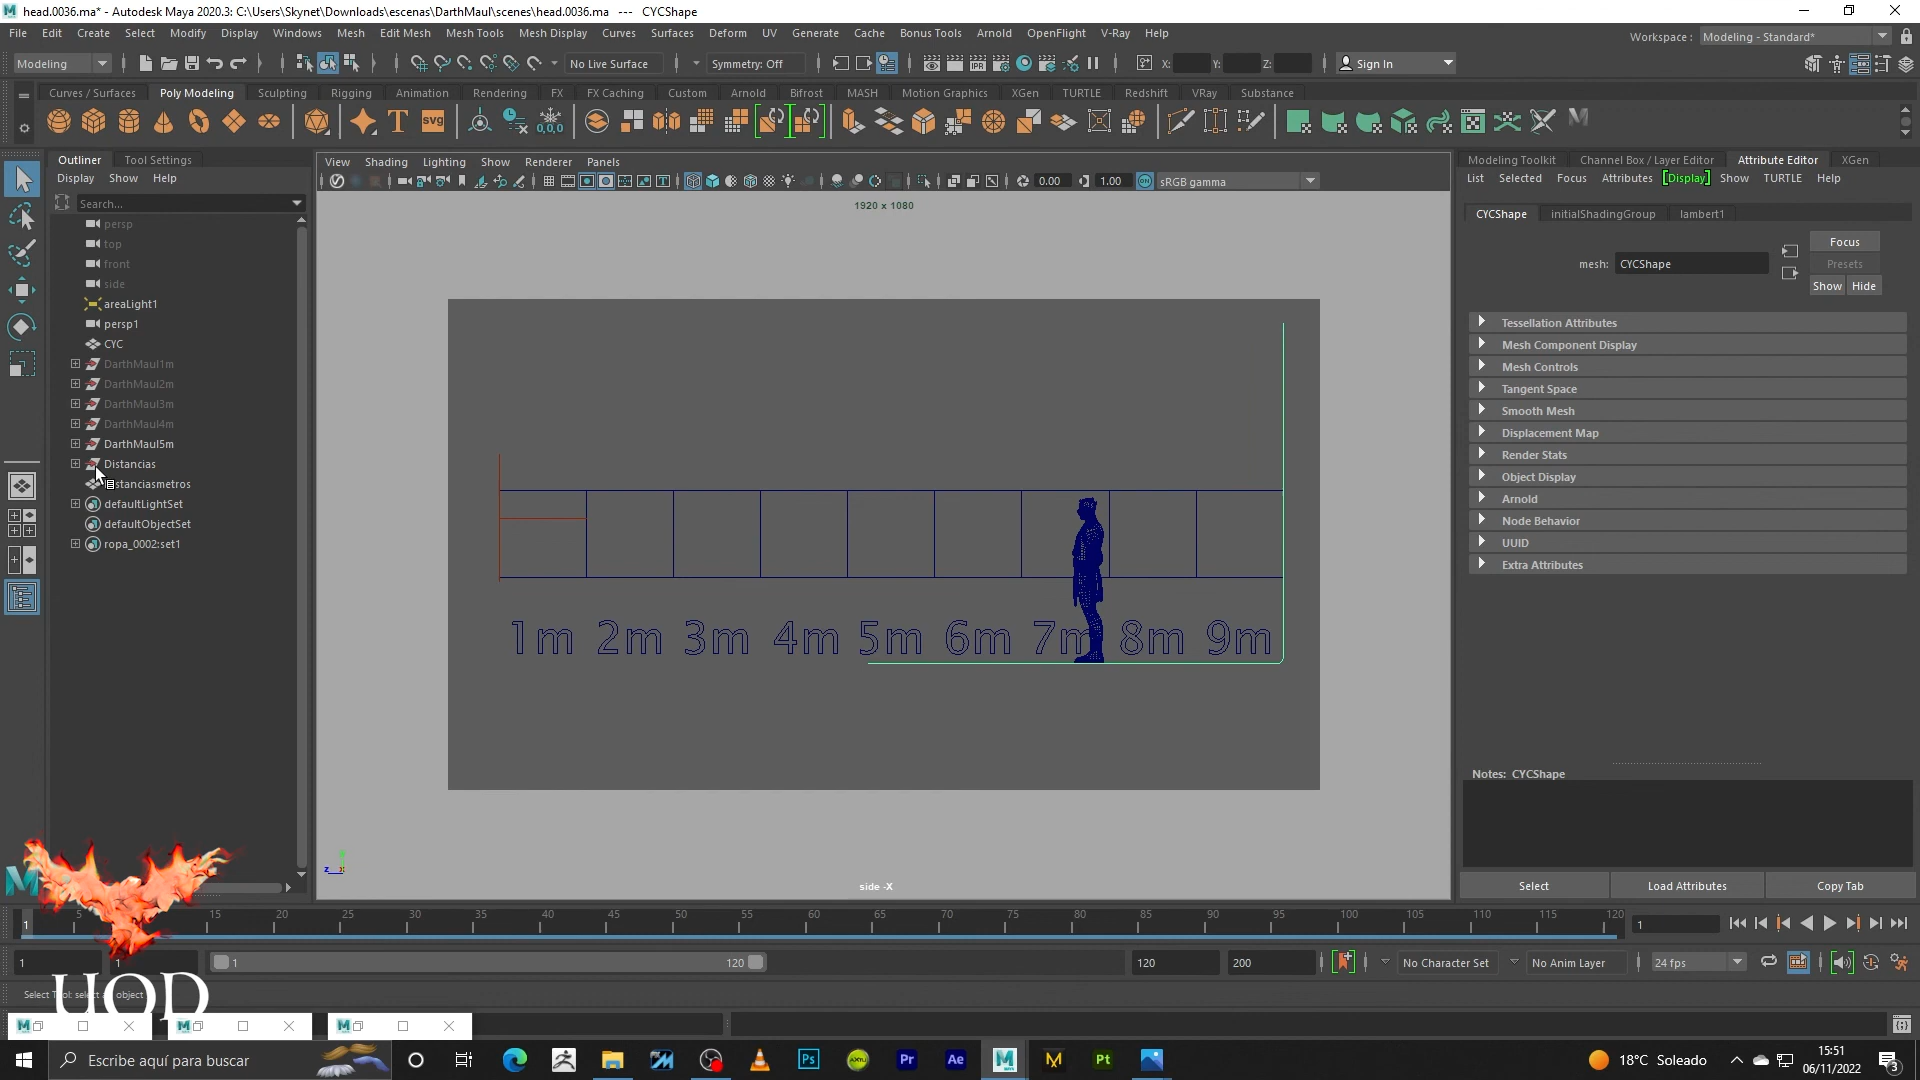 head.0036.ma* - Autodesk Maya 2020.3: C:\Users\Skynet\Downloads\escenas\DarthMaul\scenes\head.0036.ma --- CYCShape
File Edit Create Select Modify Display Windows Mesh Edit Mesh Mesh Tools Mesh Display Curves Surfaces Deform UV Generate Cache Bonus Tools Arnold OpenFlight V-Ray Help
Workspace : Modeling - Standard*
Modeling No Live Surface Symmetry: Off X: Y: Z: Sign In
Curves / Surfaces Poly Modeling Sculpting Rigging Animation Rendering FX FX Caching Custom Arnold Bifrost MASH Motion Graphics XGen TURTLE Redshift VRay Substance
Outliner Tool Settings
Display Show Help
Search...
persp
top
front
side
areaLight1
persp1
CYC
DarthMaul1m
DarthMaul2m
DarthMaul3m
DarthMaul4m
DarthMaul5m
Distancias
istanciasmetros
defaultLightSet
defaultObjectSet
ropa_0002:set1
View Shading Lighting Show Renderer Panels
0.00 1.00 sRGB gamma
1920 x 1080
1m 2m 3m 4m 5m 6m 7m 8m 9m
side -X
Modeling Toolkit Channel Box / Layer Editor Attribute Editor XGen
List Selected Focus Attributes Display Show TURTLE Help
CYCShape initialShadingGroup lambert1
mesh: CYCShape
Focus
Presets
Show Hide
Tessellation Attributes
Mesh Component Display
Mesh Controls
Tangent Space
Smooth Mesh
Displacement Map
Render Stats
Object Display
Arnold
Node Behavior
UUID
Extra Attributes
Notes: CYCShape
Select Load Attributes Copy Tab
1 5 15 20 25 30 35 40 45 50 55 60 65 70 75 80 85 90 95 100 105 110 115 120 1
1 1 1 120 120 200 No Character Set No Anim Layer 24 fps
Select Tool: select an object
UOD
Escribe aquí para buscar
18°C Soleado
15:51
06/11/2022
3